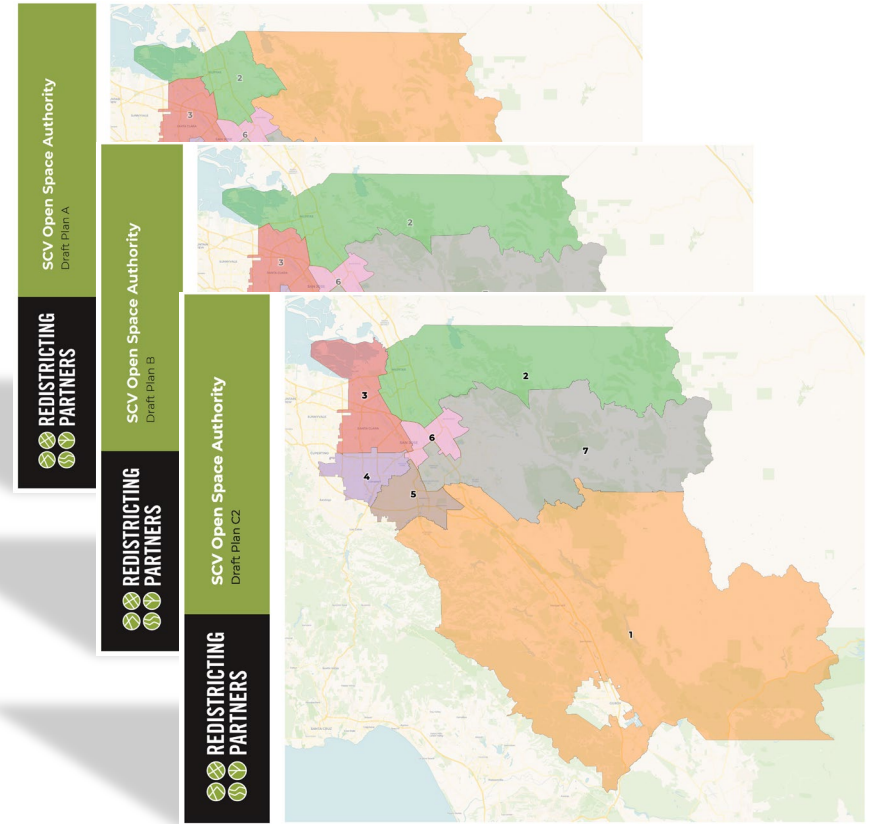 SCV Open Space Authority
Draft Plan A
REDISTRICTING
PARTNERS
2
3
6
SCV Open Space Authority
Draft Plan B
REDISTRICTING
PARTNERS
2
3
6
SCV Open Space Authority
Draft Plan C2
REDISTRICTING
PARTNERS
2
3
6
7
4
5
1